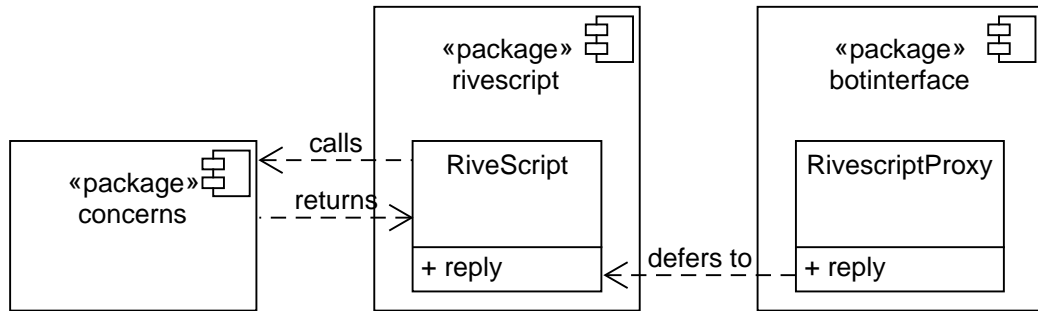 «package»
concerns
calls
returns
«package»
rivescript
RiveScript
+ reply
defers to
«package»
botinterface
RivescriptProxy
+ reply